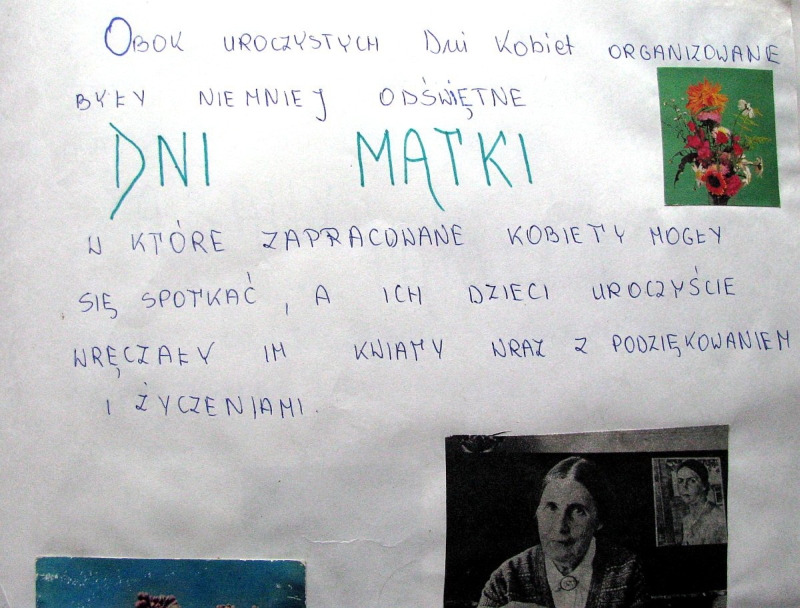 OBOK UROCZYSTYCH Dni Kobiet ORGANIZOWANE
BYŁY NIEMNIEJ ODŚWIĘTNE
DNI MATKI
W KTÓRE ZAPRACOWANE KOBIETY MOGŁY
SIĘ SPOTKAĆ, A ICH DZIECI UROCZYŚCIE
WRĘCZAŁY IM KWIATY WRAZ Z PODZIĘKOWANIEM
I ŻYCZENIAMI.